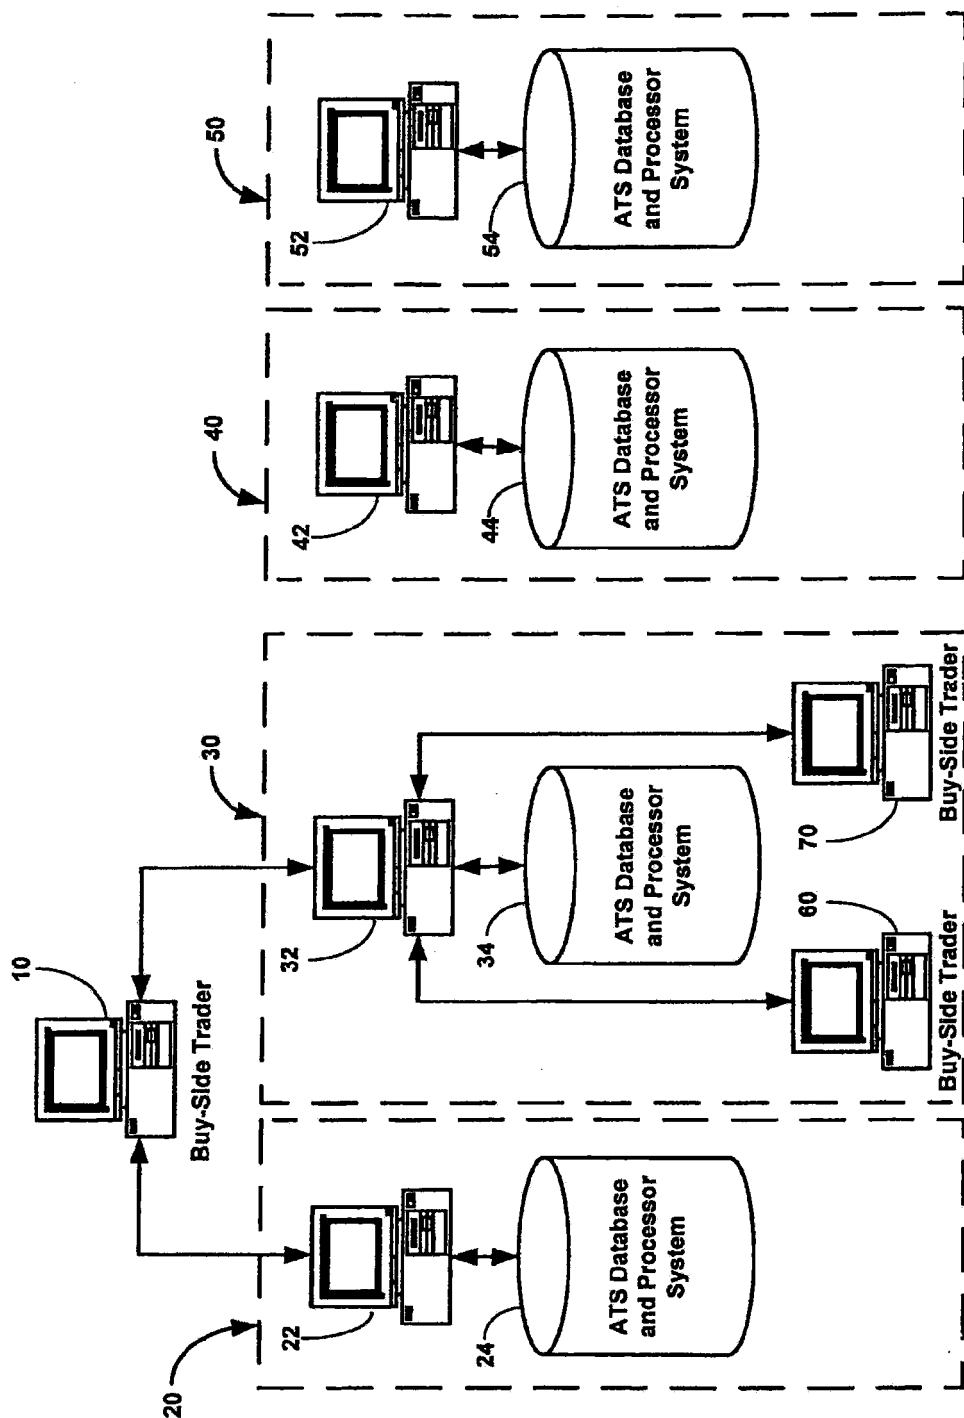 10
20
Buy-Side Trader
30
40
50
22
32
42
52
24
34
44
54
ATS Database
and Processor
System
ATS Database
and Processor
System
ATS Database
and Processor
System
ATS Database
and Processor
System
60
70
Buy-Side Trader
Buy-Side Trader